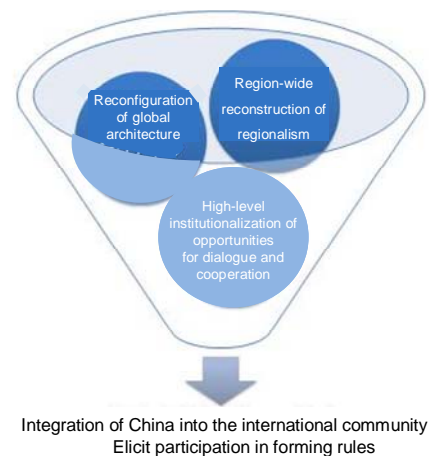 Reconfiguration
of global
architecture
Region-wide
reconstruction of
regionalism
High-level
institutionalization of
opportunities
for dialogue and
cooperation
Integration of China into the international community
Elicit participation in forming rules